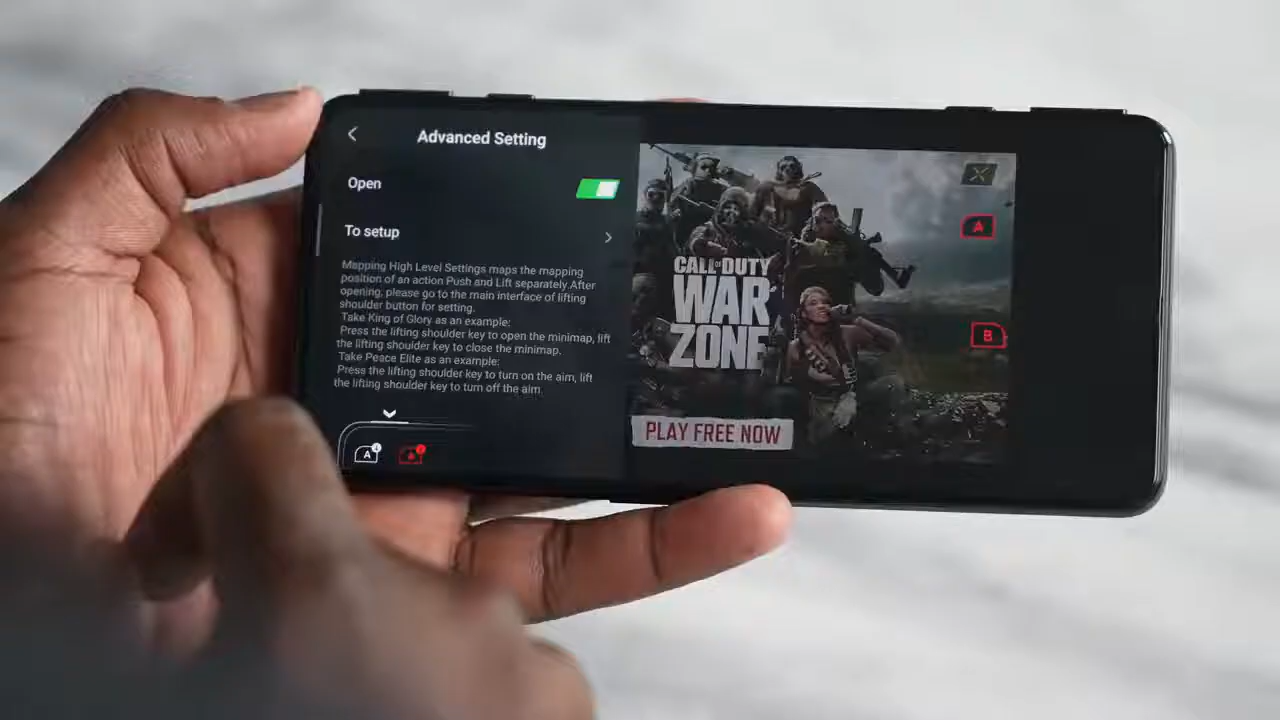 Advanced Setting
Open
To setup
Mapping High Level Settings maps the mapping
position of an action Push and Lift separately.After
opening, please go to the main interface of lifting
shoulder button for setting.
Take King of Glory as an example:
Press the lifting shoulder key to open the minimap, lift
the lifting shoulder key to close the minimap.
Take Peace Elite as an example:
Press the lifting shoulder key to turn on the aim, lift
the lifting shoulder key to turn off the aim.
A
CALL OF DUTY
WAR
ZONE
PLAY FREE NOW
A
B